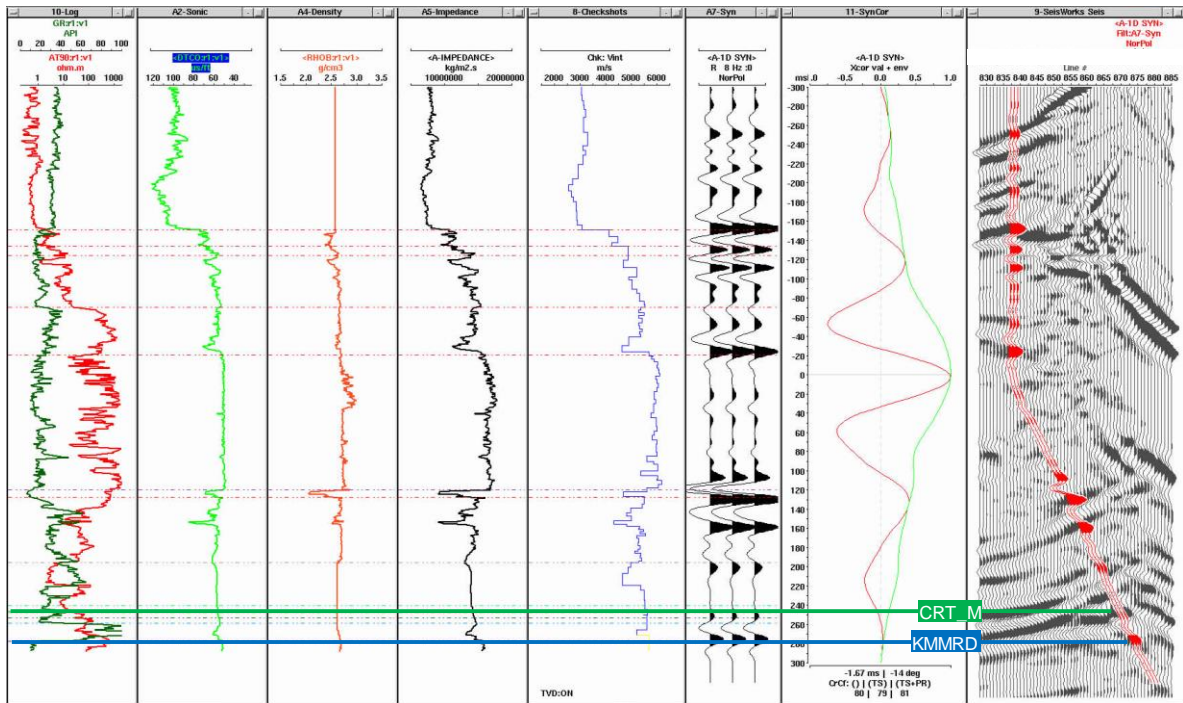 10-Log
A2-Sonic
A4-Density
A5-Impedance
8-Checkshots
A7-Syn
11-SynCor
9-SeisWorks Seis
GR:r1:v1
API
0 20 40 60 80 100
AT90:r1:v1
ohm.m
1 10 100 1000
<DTCO:r1:v1>
us/ft
120 100 80 60 40
<RHOB:r1:v1>
g/cm3
1.5 2.0 2.5 3.0 3.5
<A-IMPEDANCE>
kg/m2.s
10000000 20000000
Chk: Vint
m/s
2000 3000 4000 5000 6000
TVD:ON
<A-1D SYN>
R 8 Hz :0
NorPol
<A-1D SYN>
Xcor val + env
ms -0.5 0.0 0.5 1.0
-300
-280
-260
-240
-220
-200
-180
-160
-140
-120
-100
-80
-60
-40
-20
0
20
40
60
80
100
120
140
160
180
200
220
240
260
280
300
-1.67 ms | -14 deg
CrCf: () | (TS) | (TS+PR)
80 | 79 | 81
<A-1D SYN>
Filt:A7-Syn
NorPol
Line #
830 835 840 845 850 855 860 865 870 875 880 885
CRT_M
KMMRD